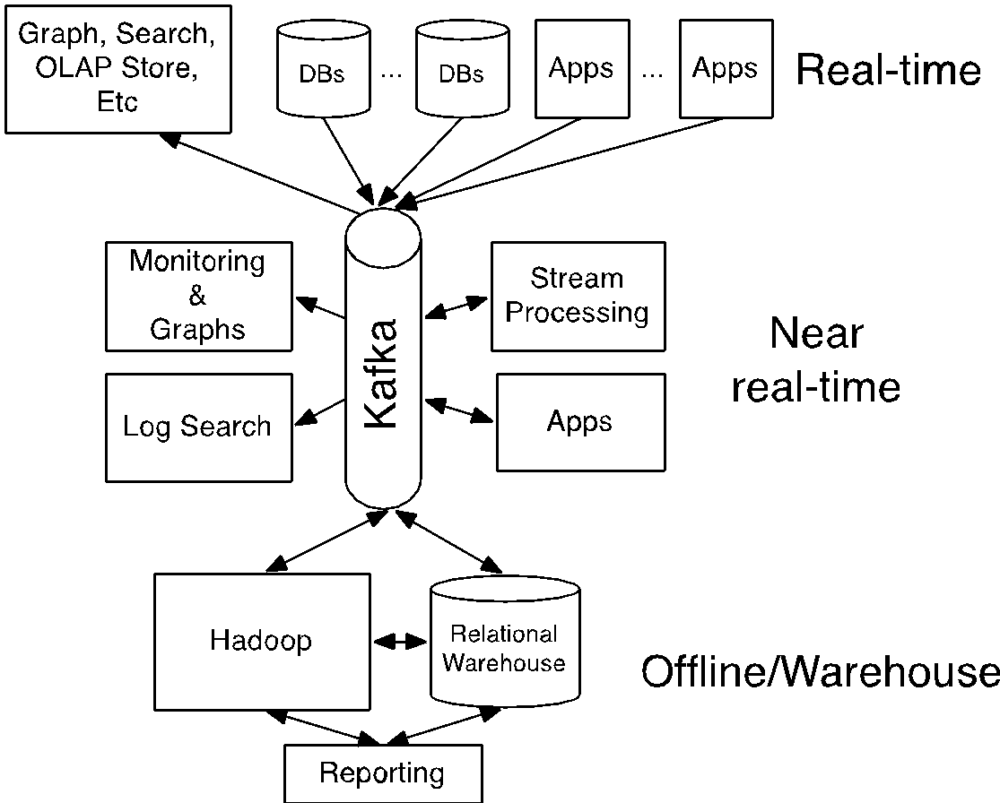 Graph, Search,
OLAP Store,
Etc
DBs
...
DBs
Apps
...
Apps
Real-time
Monitoring
&
Graphs
Kafka
Stream
Processing
Near
real-time
Log Search
Apps
Hadoop
Relational
Warehouse
Offline/Warehouse
Reporting